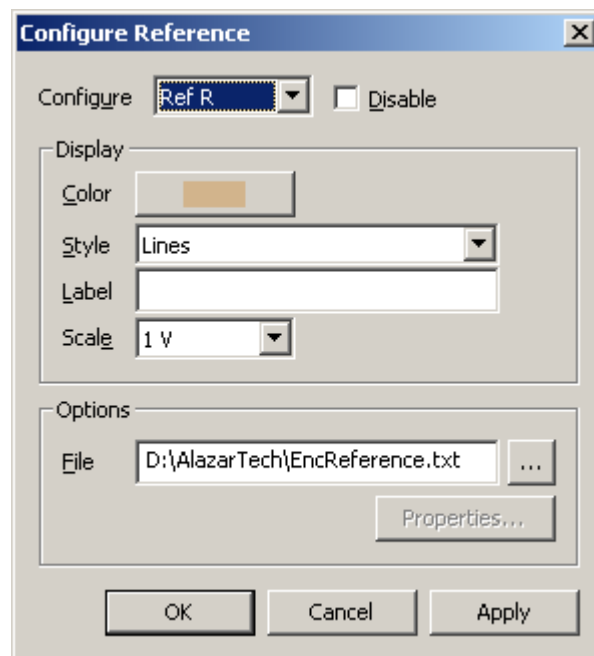 Configure Reference
Configure Ref R Disable
Display
Color
Style Lines
Label
Scale 1 V
Options
File D:\AlazarTech\EncReference.txt ...
Properties...
OK Cancel Apply